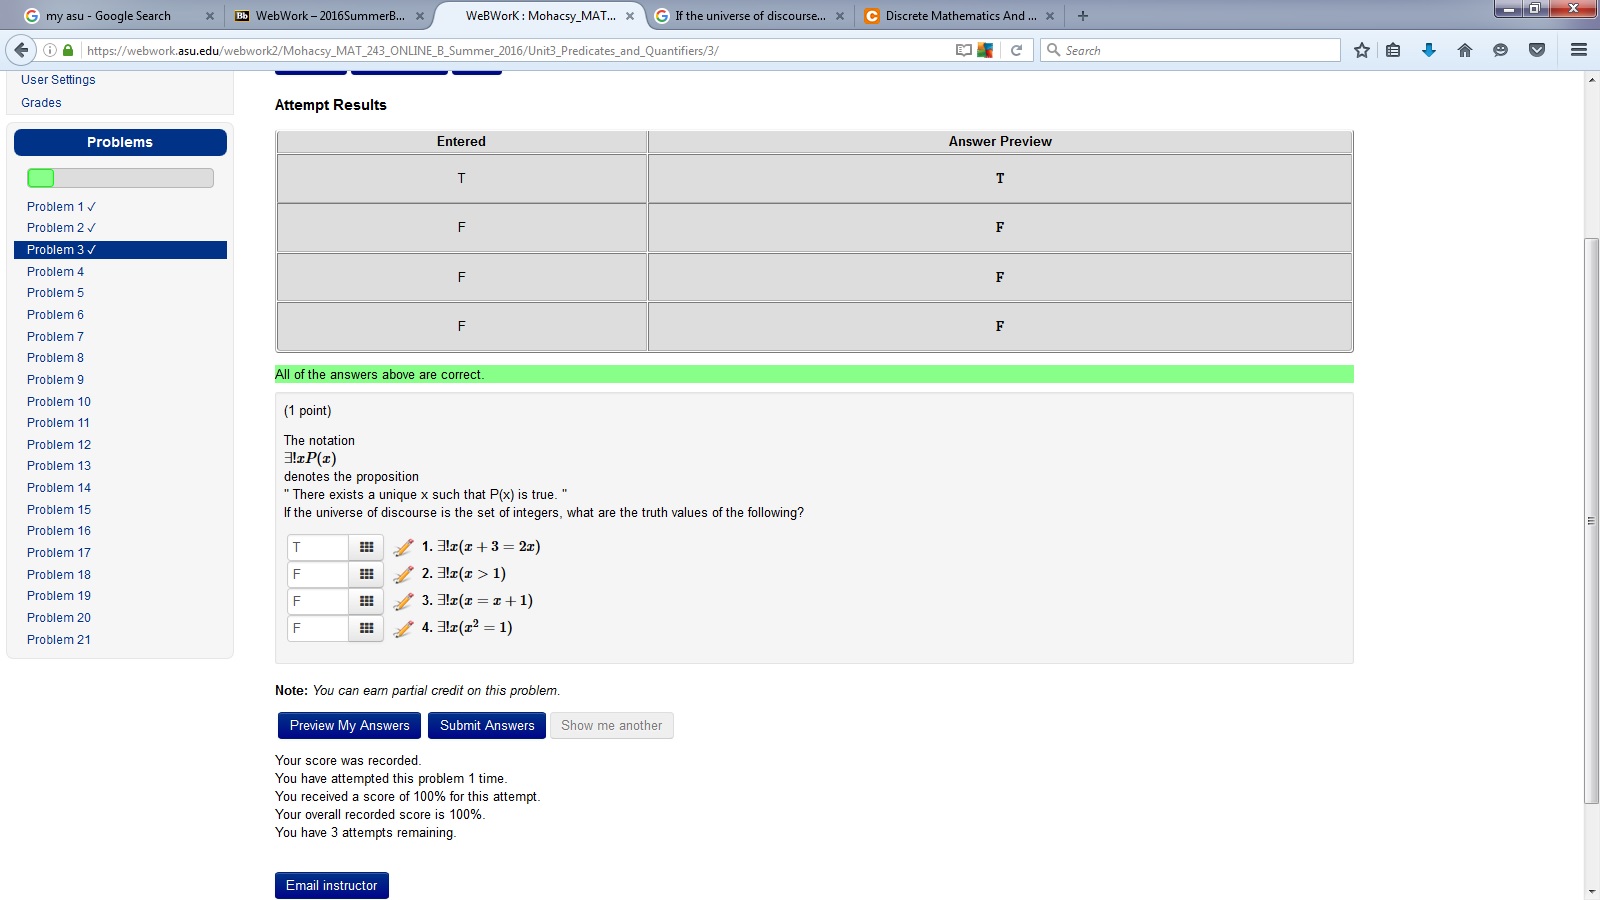 my asu - Google Search
WebWork – 2016SummerB...
WeBWorK : Mohacsy_MAT...
If the universe of discourse...
Discrete Mathematics And ...
https://webwork.asu.edu/webwork2/Mohacsy_MAT_243_ONLINE_B_Summer_2016/Unit3_Predicates_and_Quantifiers/3/
Search
User Settings
Grades
Problems
Problem 1 ✓
Problem 2 ✓
Problem 3 ✓
Problem 4
Problem 5
Problem 6
Problem 7
Problem 8
Problem 9
Problem 10
Problem 11
Problem 12
Problem 13
Problem 14
Problem 15
Problem 16
Problem 17
Problem 18
Problem 19
Problem 20
Problem 21
Attempt Results
Entered Answer Preview
T T
F F
F F
F F
All of the answers above are correct.
(1 point)
The notation
∃!xP(x)
denotes the proposition
" There exists a unique x such that P(x) is true. "
If the universe of discourse is the set of integers, what are the truth values of the following?
T 1. ∃!x(x + 3 = 2x)
F 2. ∃!x(x > 1)
F 3. ∃!x(x = x + 1)
F 4. ∃!x(x² = 1)
Note: You can earn partial credit on this problem.
Preview My Answers Submit Answers Show me another
Your score was recorded.
You have attempted this problem 1 time.
You received a score of 100% for this attempt.
Your overall recorded score is 100%.
You have 3 attempts remaining.
Email instructor